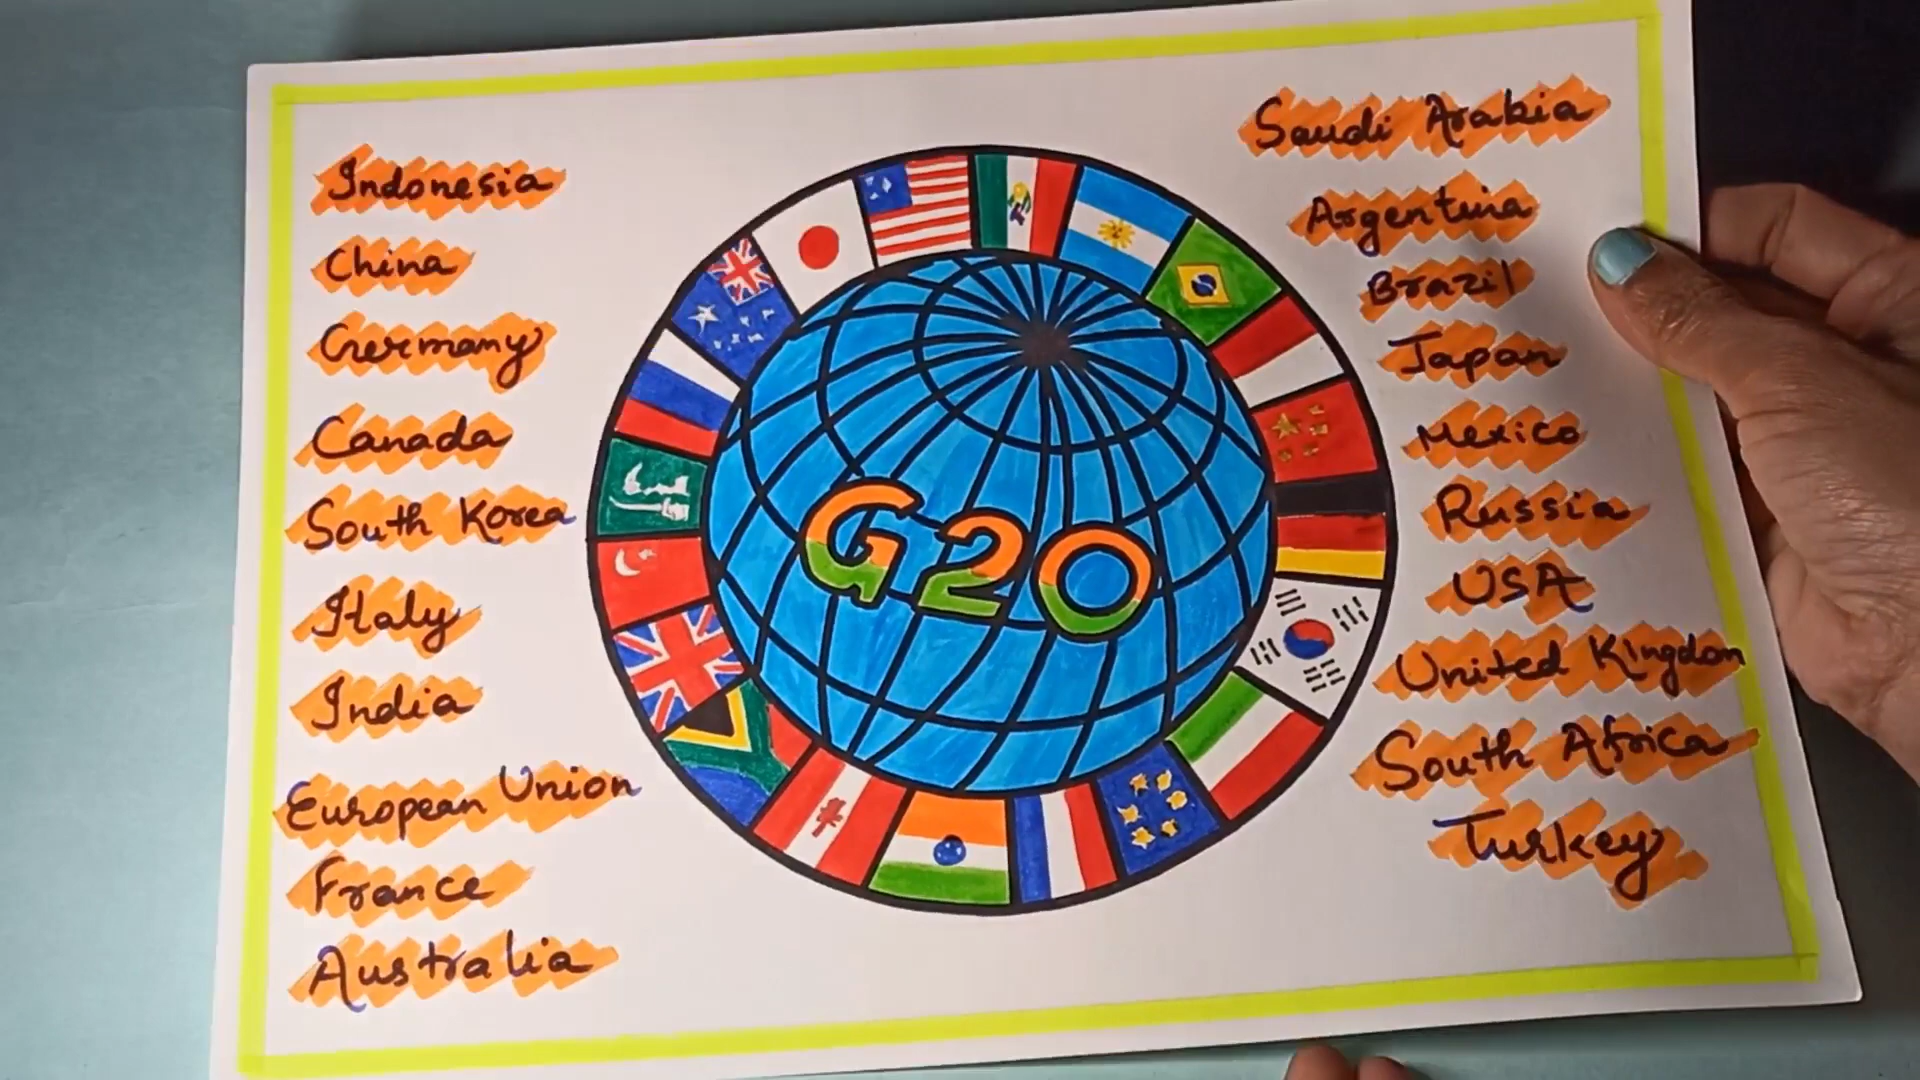 Indonesia
China
Germany
Canada
South Korea
Italy
India
European Union
France
Australia
G20
Saudi Arabia
Argentina
Brazil
Japan
Mexico
Russia
USA
United Kingdom
South Africa
Turkey